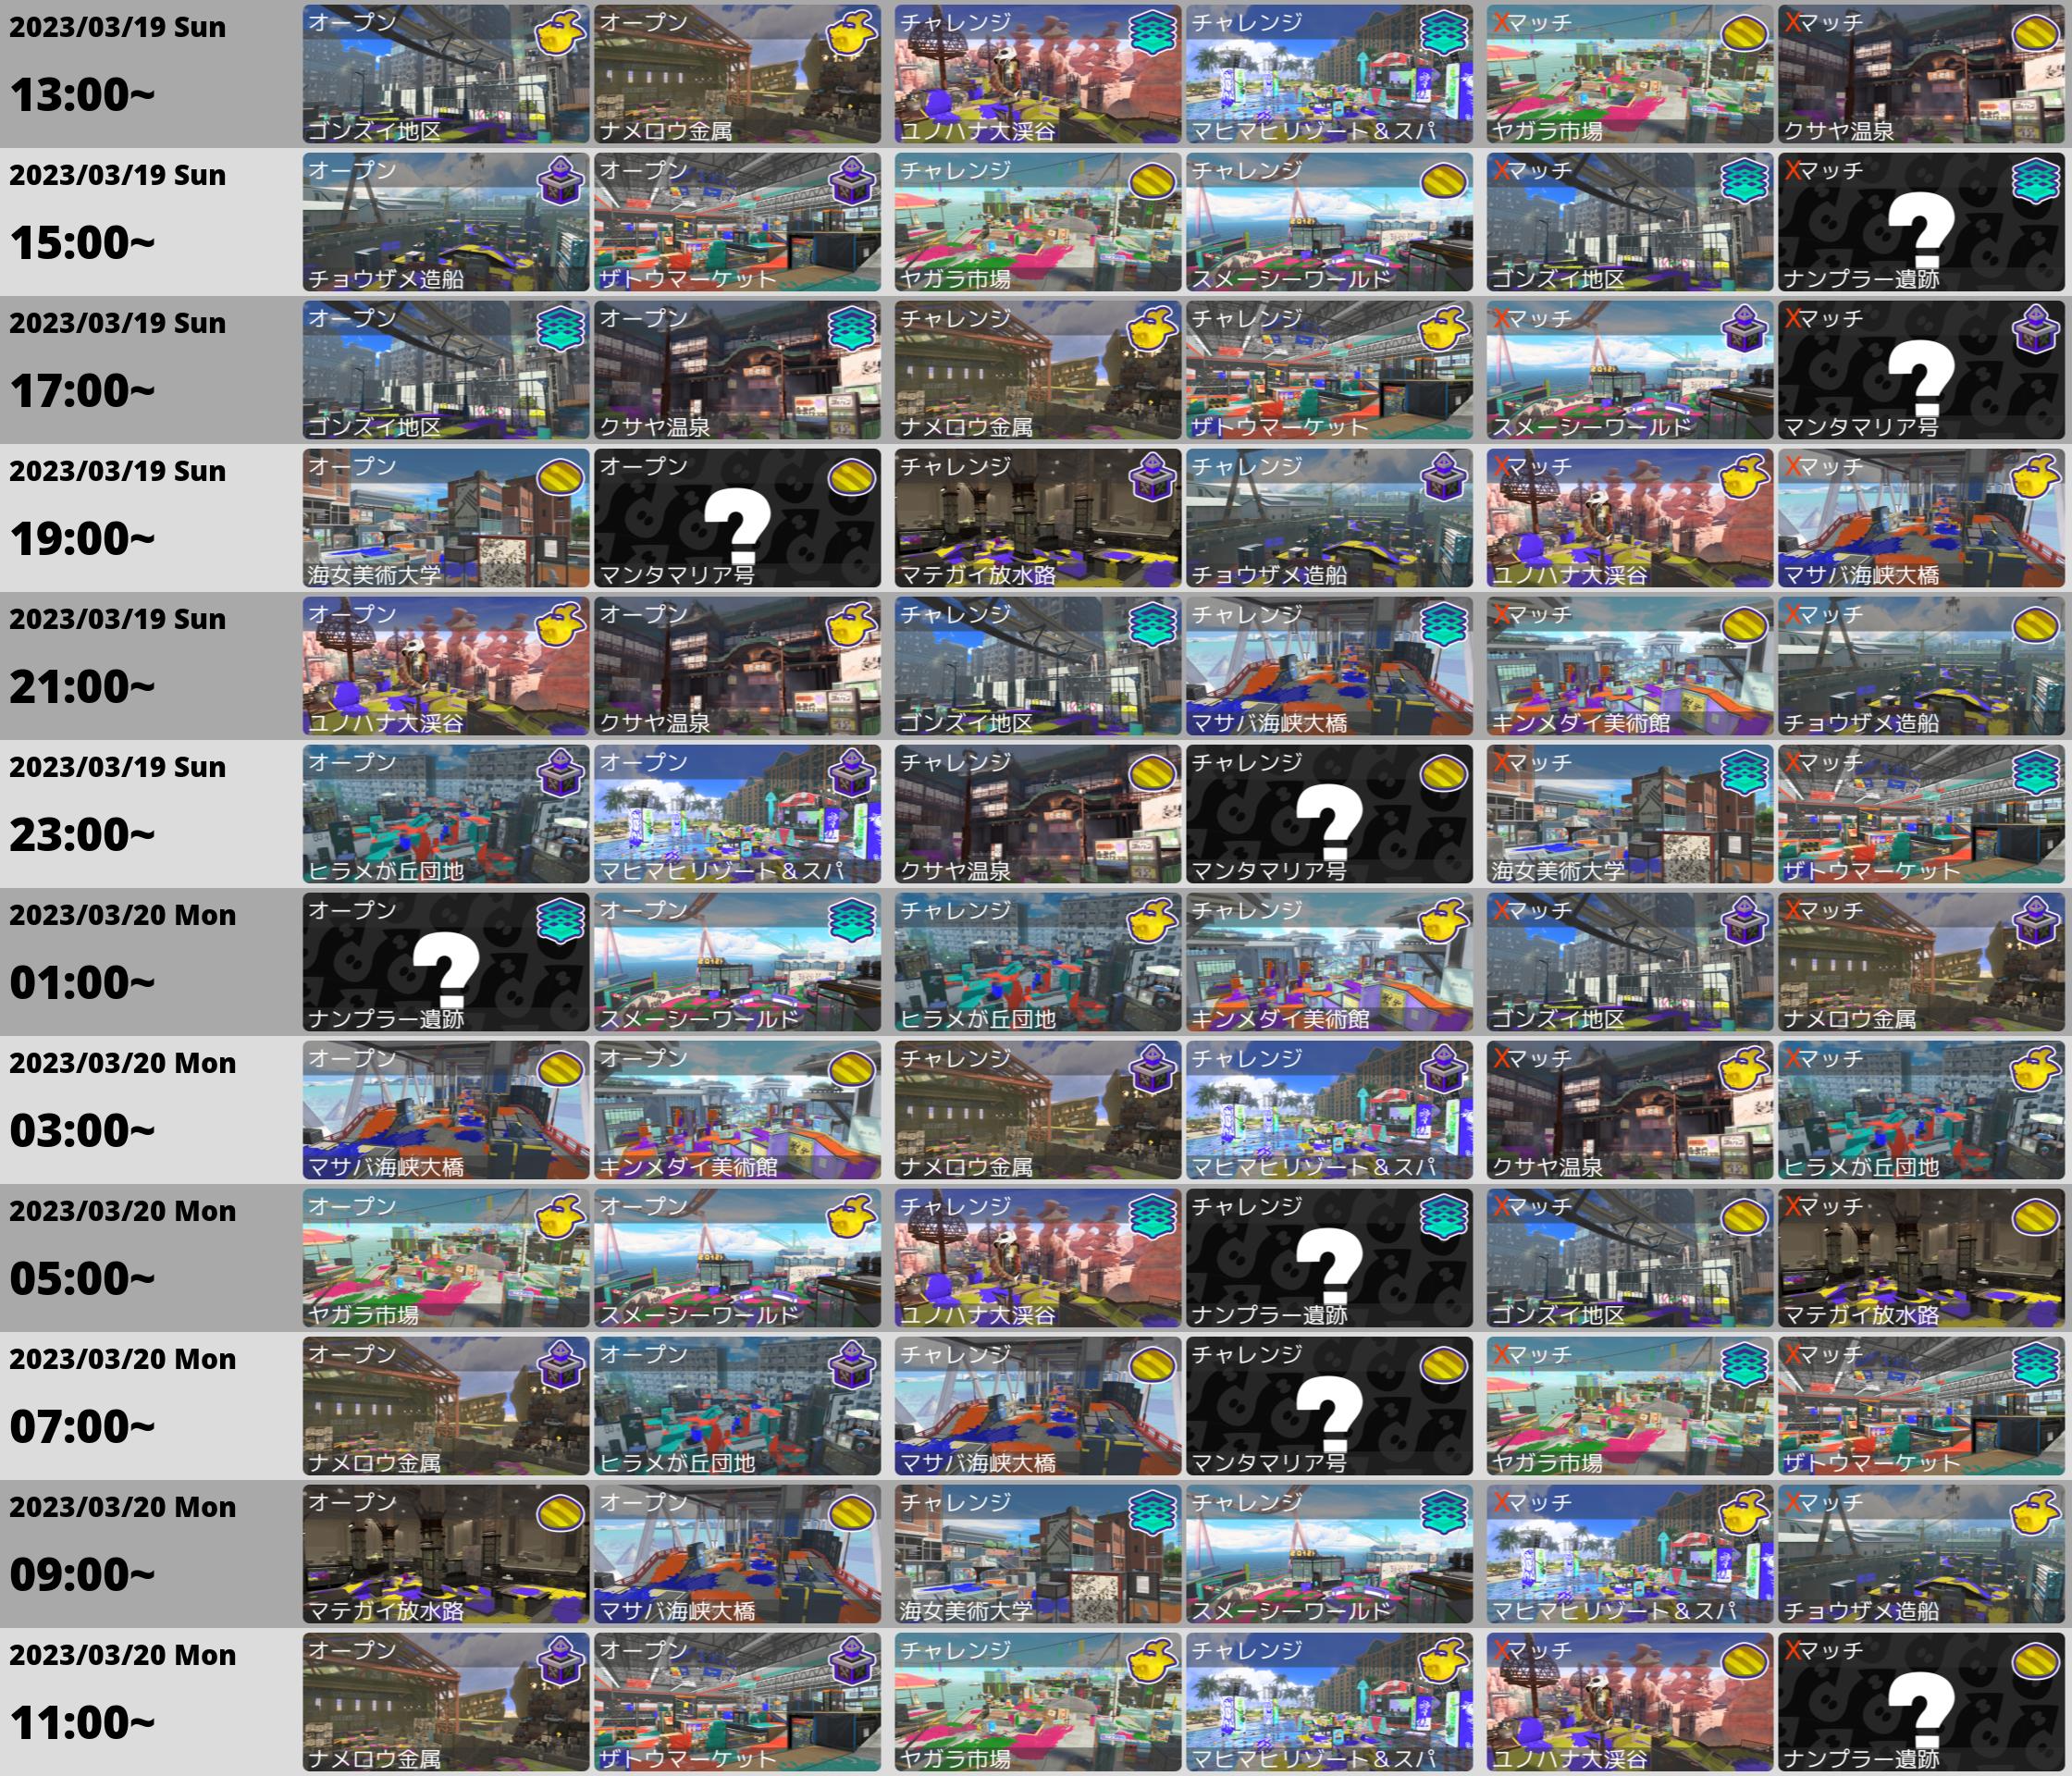 2023/03/19 Sun
13:00~
オープン オープン チャレンジ チャレンジ Xマッチ Xマッチ
ゴンズイ地区 ナメロウ金属 ユノハナ大渓谷 マヒマヒリゾート＆スパ ヤガラ市場 クサヤ温泉
2023/03/19 Sun
15:00~
オープン オープン チャレンジ チャレンジ Xマッチ Xマッチ
チョウザメ造船 ザトウマーケット ヤガラ市場 スメーシーワールド ゴンズイ地区 ナンプラー遺跡
2023/03/19 Sun
17:00~
オープン オープン チャレンジ チャレンジ Xマッチ Xマッチ
ゴンズイ地区 クサヤ温泉 ナメロウ金属 ザトウマーケット スメーシーワールド マンタマリア号
2023/03/19 Sun
19:00~
オープン オープン チャレンジ チャレンジ Xマッチ Xマッチ
海女美術大学 マンタマリア号 マテガイ放水路 チョウザメ造船 ユノハナ大渓谷 マサバ海峡大橋
2023/03/19 Sun
21:00~
オープン オープン チャレンジ チャレンジ Xマッチ Xマッチ
ユノハナ大渓谷 クサヤ温泉 ゴンズイ地区 マサバ海峡大橋 キンメダイ美術館 チョウザメ造船
2023/03/19 Sun
23:00~
オープン オープン チャレンジ チャレンジ Xマッチ Xマッチ
ヒラメが丘団地 マヒマヒリゾート＆スパ クサヤ温泉 マンタマリア号 海女美術大学 ザトウマーケット
2023/03/20 Mon
01:00~
オープン オープン チャレンジ チャレンジ Xマッチ Xマッチ
ナンプラー遺跡 スメーシーワールド ヒラメが丘団地 キンメダイ美術館 ゴンズイ地区 ナメロウ金属
2023/03/20 Mon
03:00~
オープン オープン チャレンジ チャレンジ Xマッチ Xマッチ
マサバ海峡大橋 キンメダイ美術館 ナメロウ金属 マヒマヒリゾート＆スパ クサヤ温泉 ヒラメが丘団地
2023/03/20 Mon
05:00~
オープン オープン チャレンジ チャレンジ Xマッチ Xマッチ
ヤガラ市場 スメーシーワールド ユノハナ大渓谷 ナンプラー遺跡 ゴンズイ地区 マテガイ放水路
2023/03/20 Mon
07:00~
オープン オープン チャレンジ チャレンジ Xマッチ Xマッチ
ナメロウ金属 ヒラメが丘団地 マサバ海峡大橋 マンタマリア号 ヤガラ市場 ザトウマーケット
2023/03/20 Mon
09:00~
オープン オープン チャレンジ チャレンジ Xマッチ Xマッチ
マテガイ放水路 マサバ海峡大橋 海女美術大学 スメーシーワールド マヒマヒリゾート＆スパ チョウザメ造船
2023/03/20 Mon
11:00~
オープン オープン チャレンジ チャレンジ Xマッチ Xマッチ
ナメロウ金属 ザトウマーケット ヤガラ市場 マヒマヒリゾート＆スパ ユノハナ大渓谷 ナンプラー遺跡